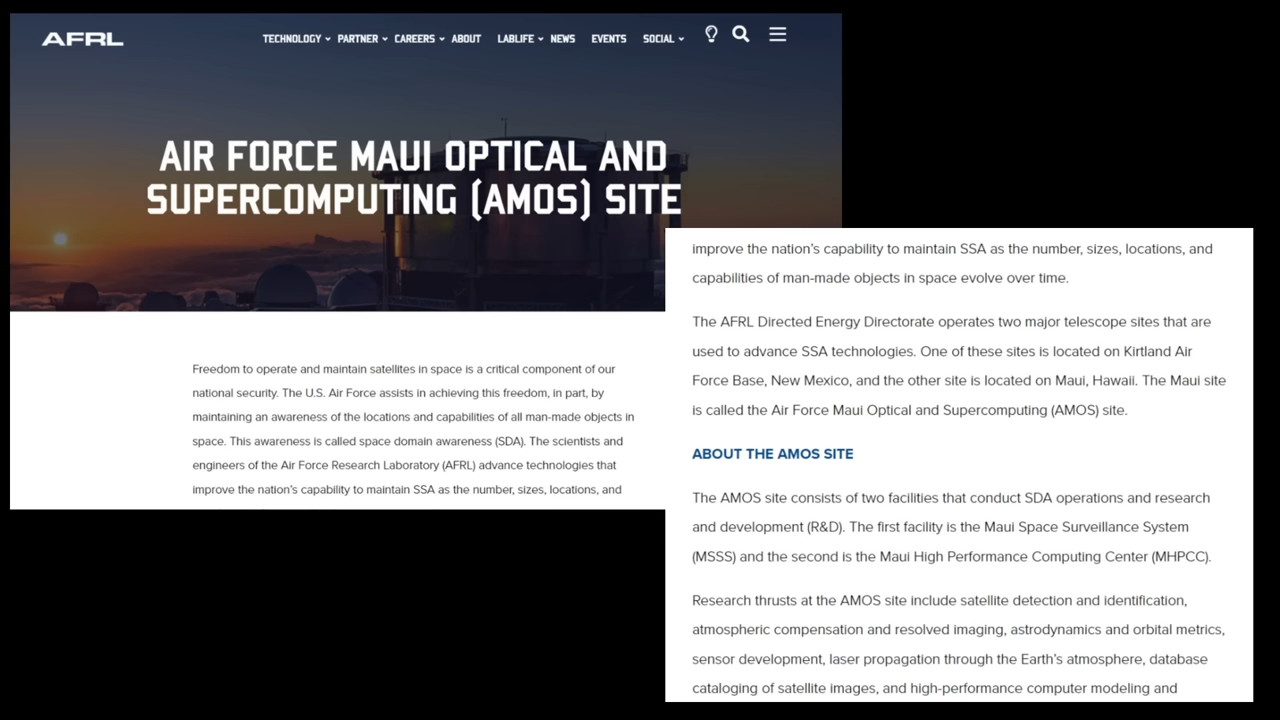 AFRL
TECHNOLOGY PARTNER CAREERS ABOUT LABLIFE NEWS EVENTS SOCIAL
AIR FORCE MAUI OPTICAL AND
SUPERCOMPUTING (AMOS) SITE
Freedom to operate and maintain satellites in space is a critical component of our
national security. The U.S. Air Force assists in achieving this freedom, in part, by
maintaining an awareness of the locations and capabilities of all man-made objects in
space. This awareness is called space domain awareness (SDA). The scientists and
engineers of the Air Force Research Laboratory (AFRL) advance technologies that
improve the nation’s capability to maintain SSA as the number, sizes, locations, and
improve the nation’s capability to maintain SSA as the number, sizes, locations, and
capabilities of man-made objects in space evolve over time.
The AFRL Directed Energy Directorate operates two major telescope sites that are
used to advance SSA technologies. One of these sites is located on Kirtland Air
Force Base, New Mexico, and the other site is located on Maui, Hawaii. The Maui site
is called the Air Force Maui Optical and Supercomputing (AMOS) site.
ABOUT THE AMOS SITE
The AMOS site consists of two facilities that conduct SDA operations and research
and development (R&D). The first facility is the Maui Space Surveillance System
(MSSS) and the second is the Maui High Performance Computing Center (MHPCC).
Research thrusts at the AMOS site include satellite detection and identification,
atmospheric compensation and resolved imaging, astrodynamics and orbital metrics,
sensor development, laser propagation through the Earth’s atmosphere, database
cataloging of satellite images, and high-performance computer modeling and